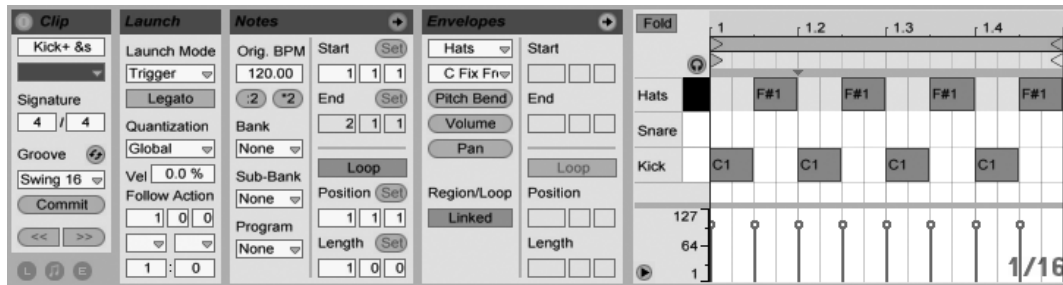 Clip
Kick+ &s
Signature
4 / 4
Groove
Swing 16
Commit
<< >>
L E
Launch
Launch Mode
Trigger
Legato
Quantization
Global
Vel 0.0 %
Follow Action
1 0 0
1 : 0
Notes
Orig. BPM
120.00
:2 *2
Bank
None
Sub-Bank
None
Program
None
Start Set
1 1 1
End Set
2 1 1
Loop
Position Set
1 1 1
Length Set
1 0 0
Envelopes
Hats
C Fix Fre
Pitch Bend
Volume
Pan
Region/Loop
Linked
Start
End
Loop
Position
Length
Fold
1 1.2 1.3 1.4
Hats F#1 F#1 F#1 F#1
Snare
Kick C1 C1 C1 C1
127
64
1
1/16